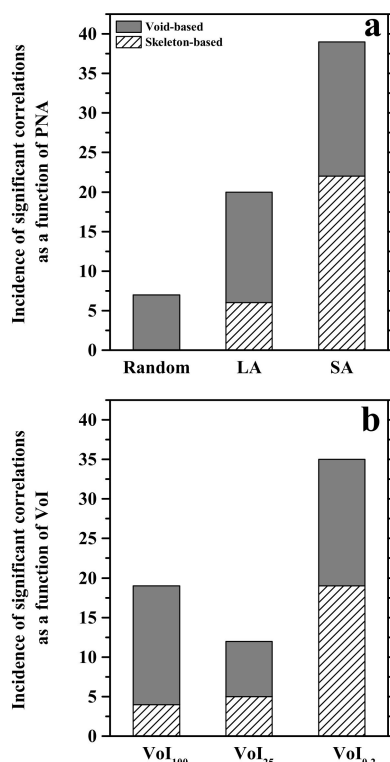 a
Void-based
Skeleton-based
Incidence of significant correlations
as a function of PNA
40
35
30
25
20
15
10
5
0
Random LA SA
b
Incidence of significant correlations
as a function of VoI
40
35
30
25
20
15
10
5
0
VoI100 VoI25 VoI0.2